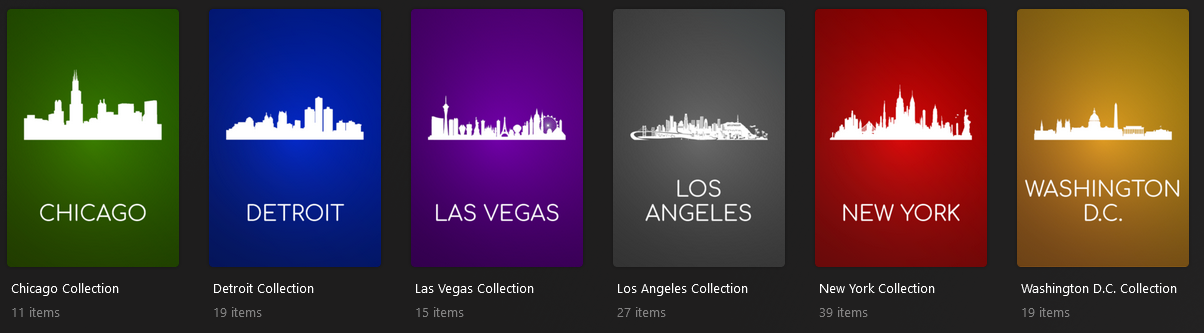 CHICAGO
Chicago Collection
11 items
DETROIT
Detroit Collection
19 items
LAS VEGAS
Las Vegas Collection
15 items
LOS
ANGELES
Los Angeles Collection
27 items
NEW YORK
New York Collection
39 items
WASHINGTON
D.C.
Washington D.C. Collection
19 items